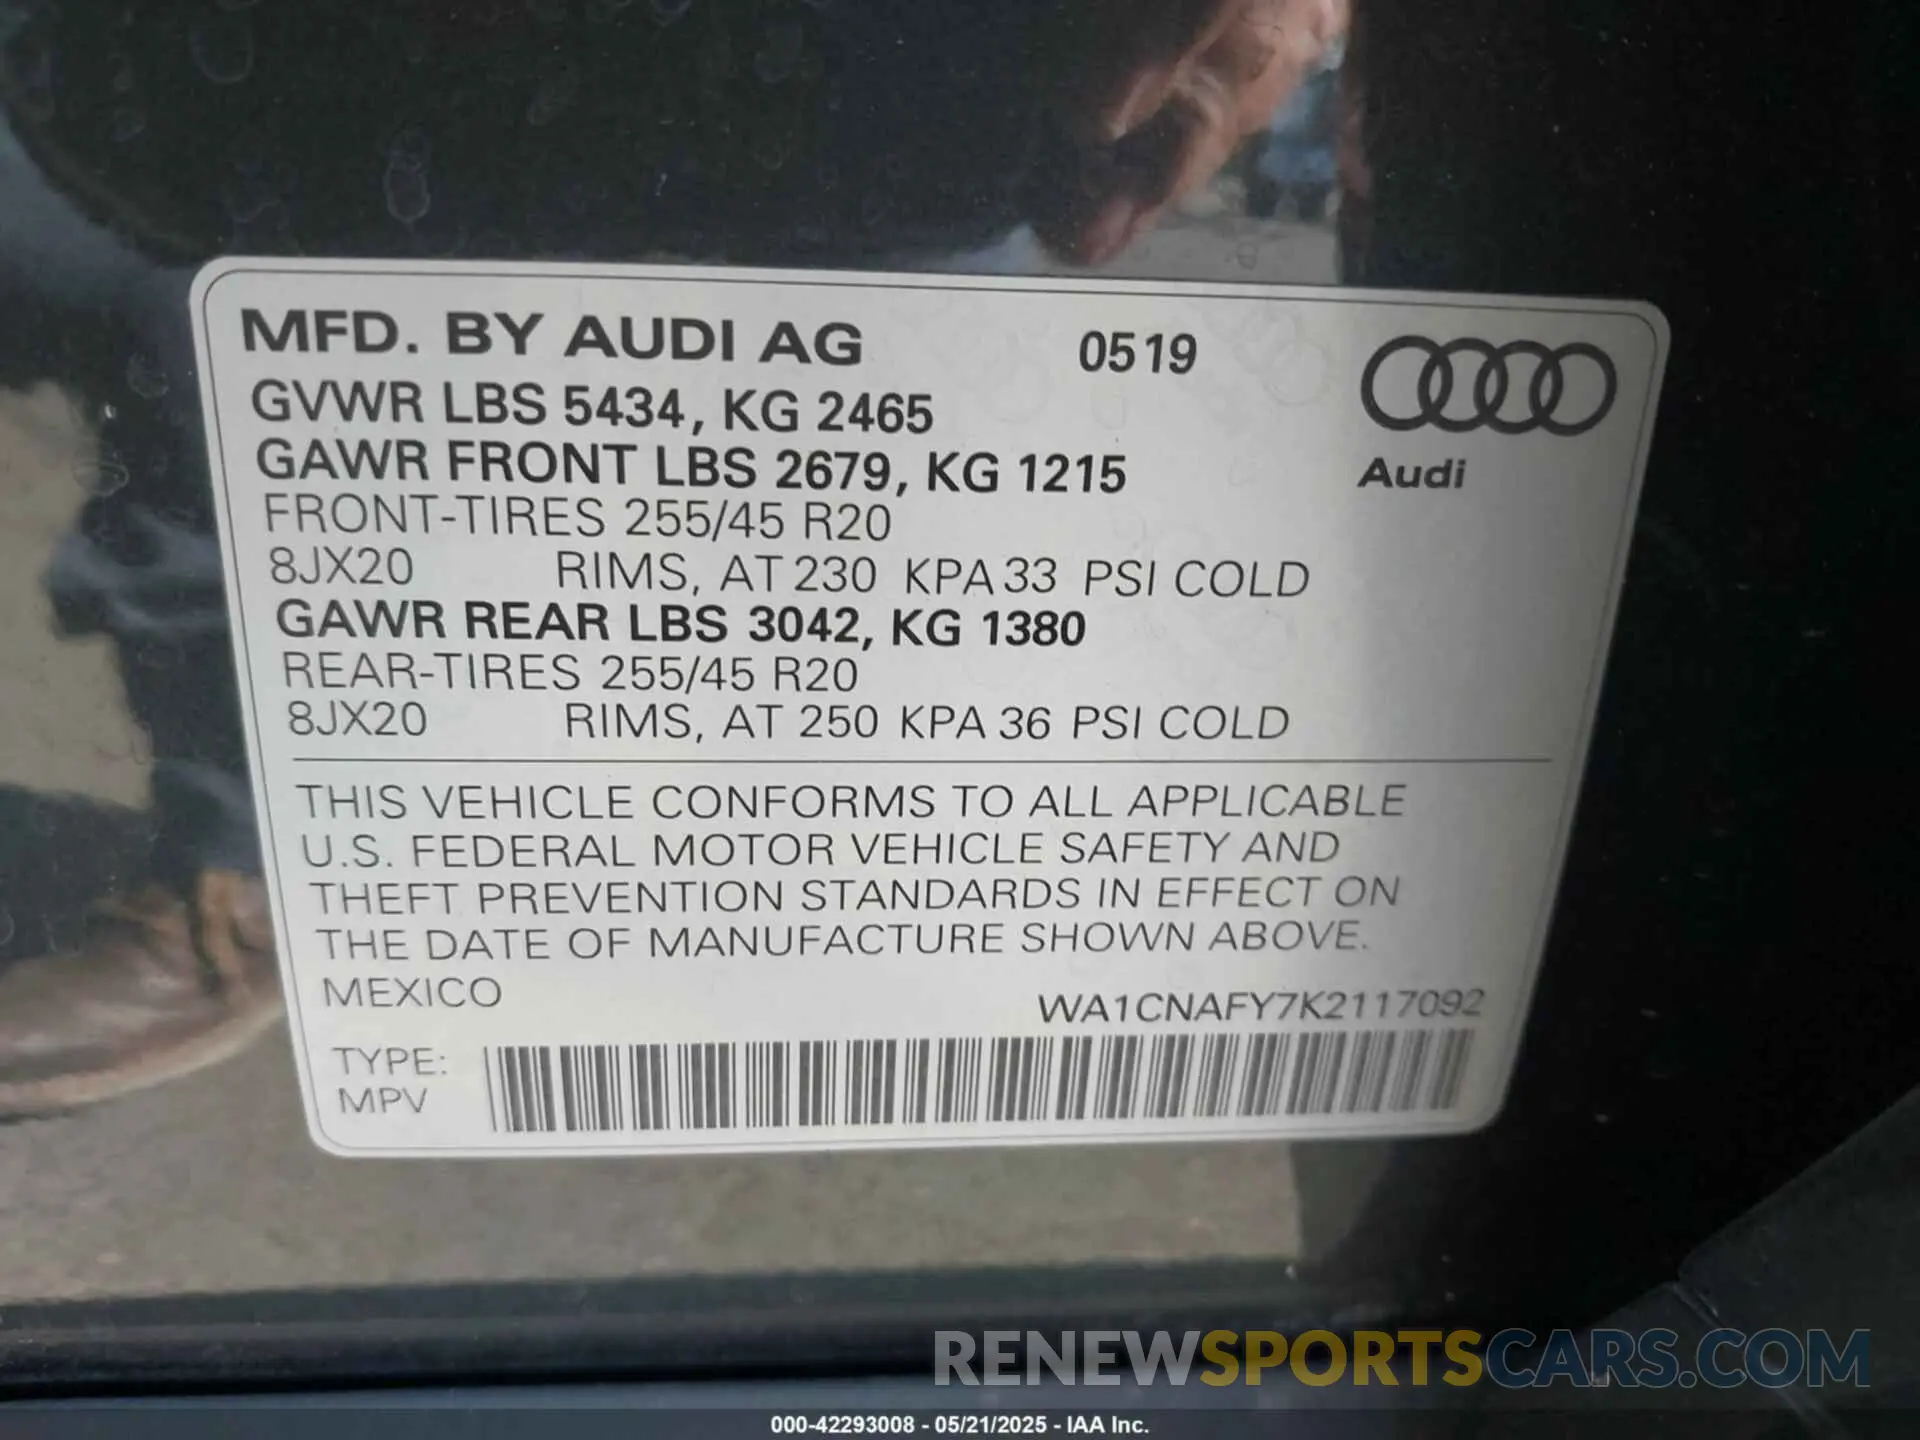 MFD. BY AUDI AG 0519
GVWR LBS 5434, KG 2465
GAWR FRONT LBS 2679, KG 1215
Audi
FRONT-TIRES 255/45 R20
8JX20 RIMS, AT 230 KPA 33 PSI COLD
GAWR REAR LBS 3042, KG 1380
REAR-TIRES 255/45 R20
8JX20 RIMS, AT 250 KPA 36 PSI COLD
THIS VEHICLE CONFORMS TO ALL APPLICABLE
U.S. FEDERAL MOTOR VEHICLE SAFETY AND
THEFT PREVENTION STANDARDS IN EFFECT ON
THE DATE OF MANUFACTURE SHOWN ABOVE.
MEXICO
WA1CNAFY7K2117092
TYPE:
MPV
RENEWSPORTSCARS.COM
000-42293008 - 05/21/2025 - IAA Inc.